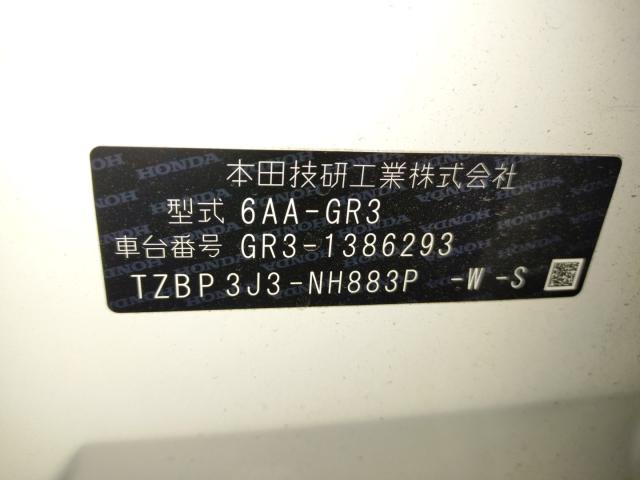 本田技研工業株式会社
型式 6AA-GR3
車台番号 GR3-1386293
TZBP 3J3-NH883P -W -S